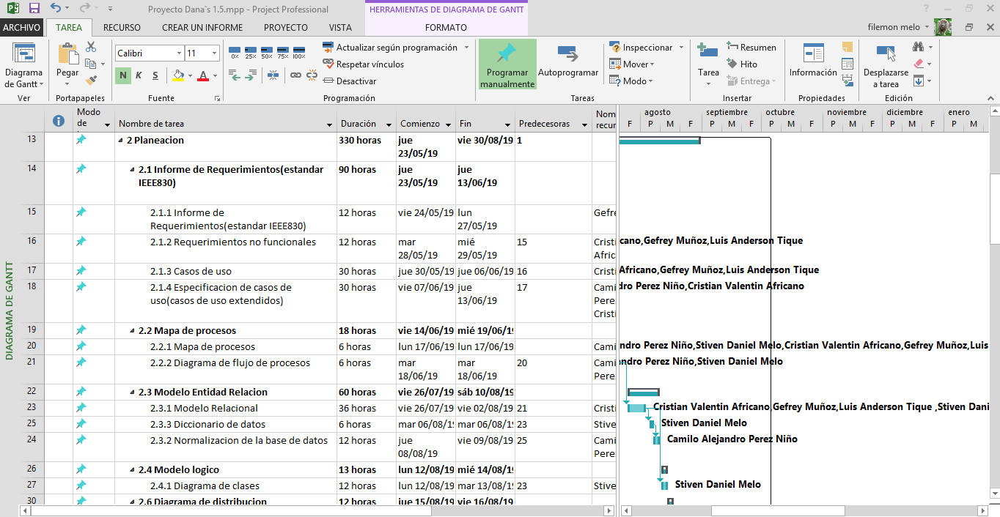 Proyecto Dana`s 1.5.mpp - Project Professional
HERRAMIENTAS DE DIAGRAMA DE GANTT
ARCHIVO TAREA RECURSO CREAR UN INFORME PROYECTO VISTA FORMATO
filemon melo
Diagrama de Gantt
Ver
Pegar
Portapapeles
Calibri 11
N K S A
Fuente
0% 25% 50% 75% 100%
Actualizar según programación
Respetar vínculos
Desactivar
Programación
Programar manualmente
Autoprogramar
Inspeccionar
Mover
Modo
Tareas
Tarea
Resumen
Hito
Entrega
Insertar
Información
Propiedades
Desplazarse a tarea
Edición
DIAGRAMA DE GANTT
Modo de Nombre de tarea Duración Comienzo Fin Predecesoras Nom recur
agosto septiembre octubre noviembre diciembre enero
F P M F P M F P M F P M F P M F P M
13 2 Planeacion 330 horas jue 23/05/19 vie 30/08/19 1
14 2.1 Informe de Requerimientos(estandar IEEE830) 90 horas jue 23/05/19 jue 13/06/19
15 2.1.1 Informe de Requerimientos(estandar IEEE830) 12 horas vie 24/05/19 lun 27/05/19 Gefre
16 2.1.2 Requerimientos no funcionales 12 horas mar 28/05/19 mié 29/05/19 15 Cristi Africa cano,Gefrey Muñoz,Luis Anderson Tique
17 2.1.3 Casos de uso 30 horas jue 30/05/19 jue 06/06/19 16 Cristi Africano,Gefrey Muñoz,Luis Anderson Tique
18 2.1.4 Especificacion de casos de uso(casos de uso extendidos) 30 horas vie 07/06/19 jue 13/06/19 17 Cami Pere Cristi dro Perez Niño,Cristian Valentin Africano
19 2.2 Mapa de procesos 18 horas vie 14/06/19 mié 19/06/19
20 2.2.1 Mapa de procesos 6 horas lun 17/06/19 lun 17/06/19 Cami ndro Perez Niño,Stiven Daniel Melo,Cristian Valentin Africano,Gefrey Muñoz,Luis
21 2.2.2 Diagrama de flujo de procesos 6 horas mar 18/06/19 mar 18/06/19 20 Cami Pere ndro Perez Niño,Stiven Daniel Melo
22 2.3 Modelo Entidad Relacion 60 horas vie 26/07/19 sáb 10/08/19
23 2.3.1 Modelo Relacional 36 horas vie 26/07/19 vie 02/08/19 21 Cristi Cristian Valentin Africano,Gefrey Muñoz,Luis Anderson Tique ,Stiven Dani
25 2.3.3 Diccionario de datos 6 horas mar 06/08/19 mar 06/08/19 23 Stive Stiven Daniel Melo
24 2.3.2 Normalizacion de la base de datos 12 horas jue 08/08/19 vie 09/08/19 25 Cami Pere Camilo Alejandro Perez Niño
26 2.4 Modelo logico 13 horas lun 12/08/19 mié 14/08/19
27 2.4.1 Diagrama de clases 12 horas lun 12/08/19 mar 13/08/19 23 Stive Stiven Daniel Melo
30 2.6 Diagrama de distribucion 12 horas jue 15/08/19 vie 16/08/19